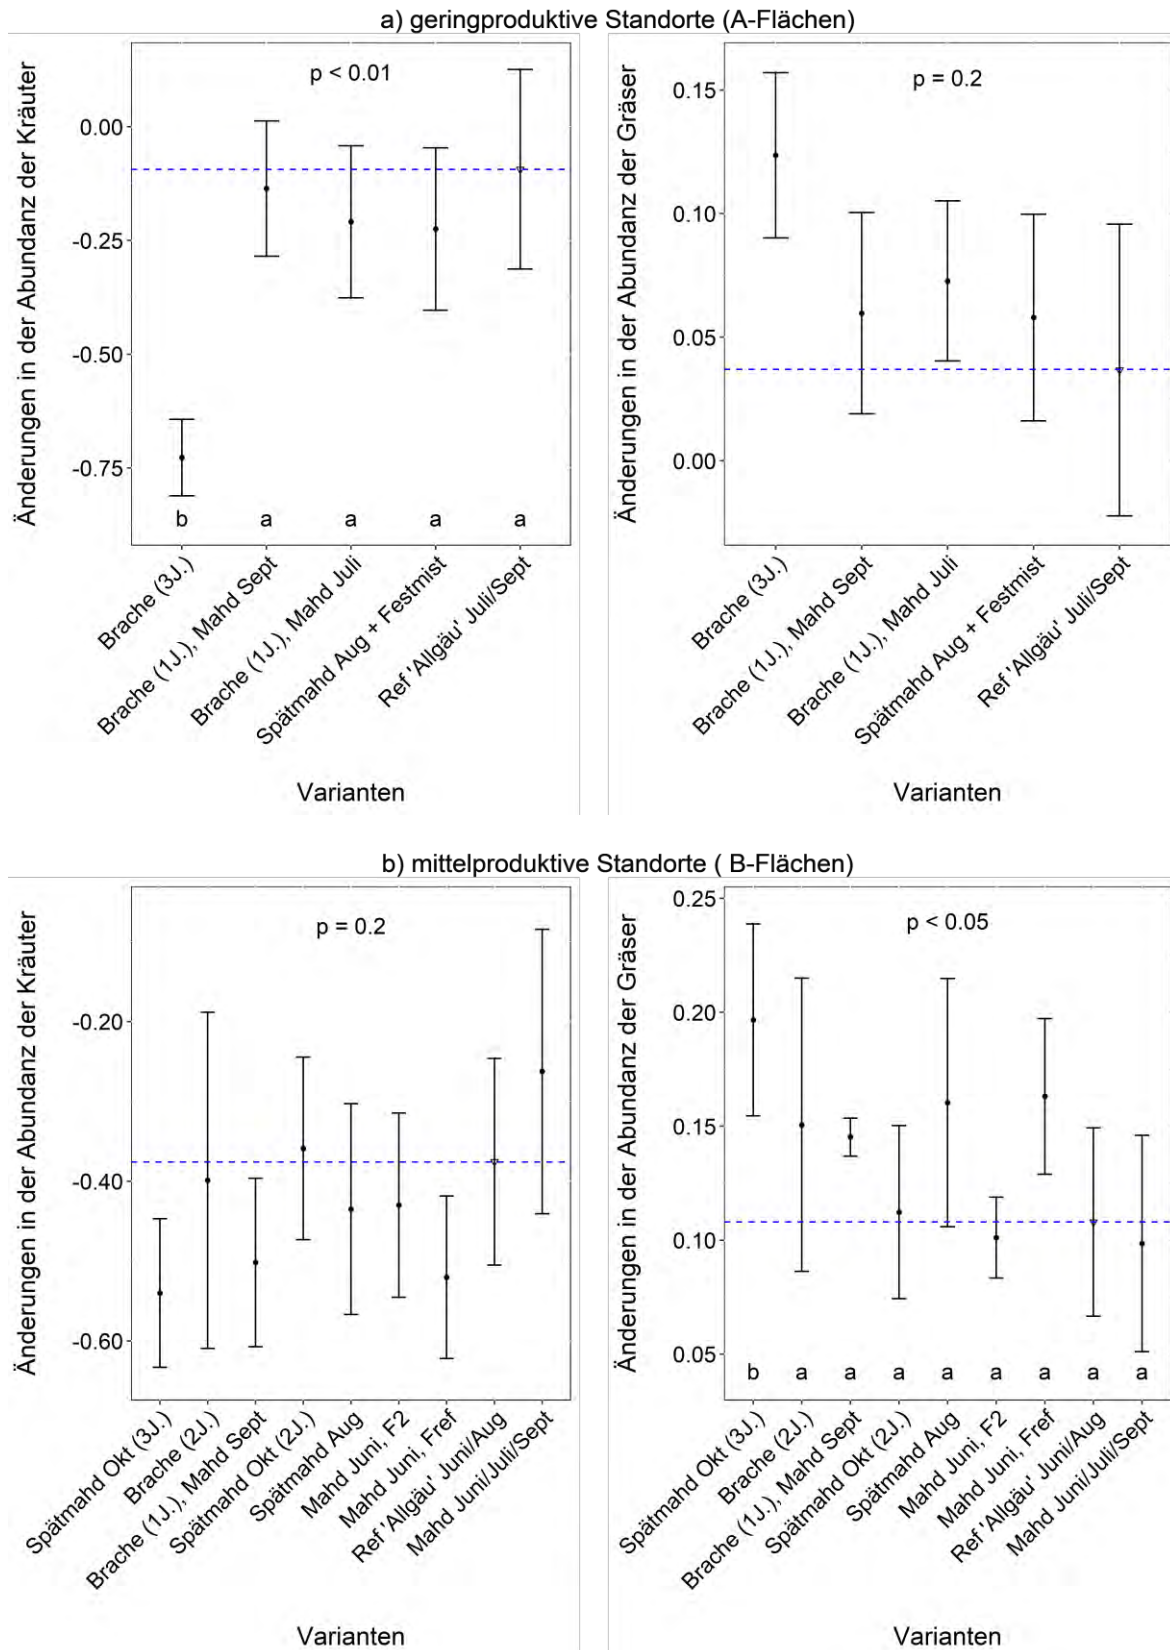 a) geringproduktive Standorte (A-Flächen)
Änderungen in der Abundanz der Kräuter
p < 0.01
0.00
-0.25
-0.50
-0.75
b
a
a
a
a
Brache (3J.)
Brache (1J.), Mahd Sept
Brache (1J.), Mahd Juli
Spätmahd Aug + Festmist
Ref 'Allgäu' Juli/Sept
Varianten
Änderungen in der Abundanz der Gräser
p = 0.2
0.15
0.10
0.05
0.00
Brache (3J.)
Brache (1J.), Mahd Sept
Brache (1J.), Mahd Juli
Spätmahd Aug + Festmist
Ref 'Allgäu' Juli/Sept
Varianten
b) mittelproduktive Standorte ( B-Flächen)
Änderungen in der Abundanz der Kräuter
p = 0.2
-0.20
-0.40
-0.60
Spätmahd Okt (3J.)
Brache (2J.)
Brache (1J.), Mahd Sept
Spätmahd Okt (2J.)
Spätmahd Aug
Mahd Juni, F2
Mahd Juni, Fref
Ref 'Allgäu' Juni/Aug
Mahd Juni/Juli/Sept
Varianten
Änderungen in der Abundanz der Gräser
p < 0.05
0.25
0.20
0.15
0.10
0.05
b
a
a
a
a
a
a
a
a
Spätmahd Okt (3J.)
Brache (2J.)
Brache (1J.), Mahd Sept
Spätmahd Okt (2J.)
Spätmahd Aug
Mahd Juni, F2
Mahd Juni, Fref
Ref 'Allgäu' Juni/Aug
Mahd Juni/Juli/Sept
Varianten